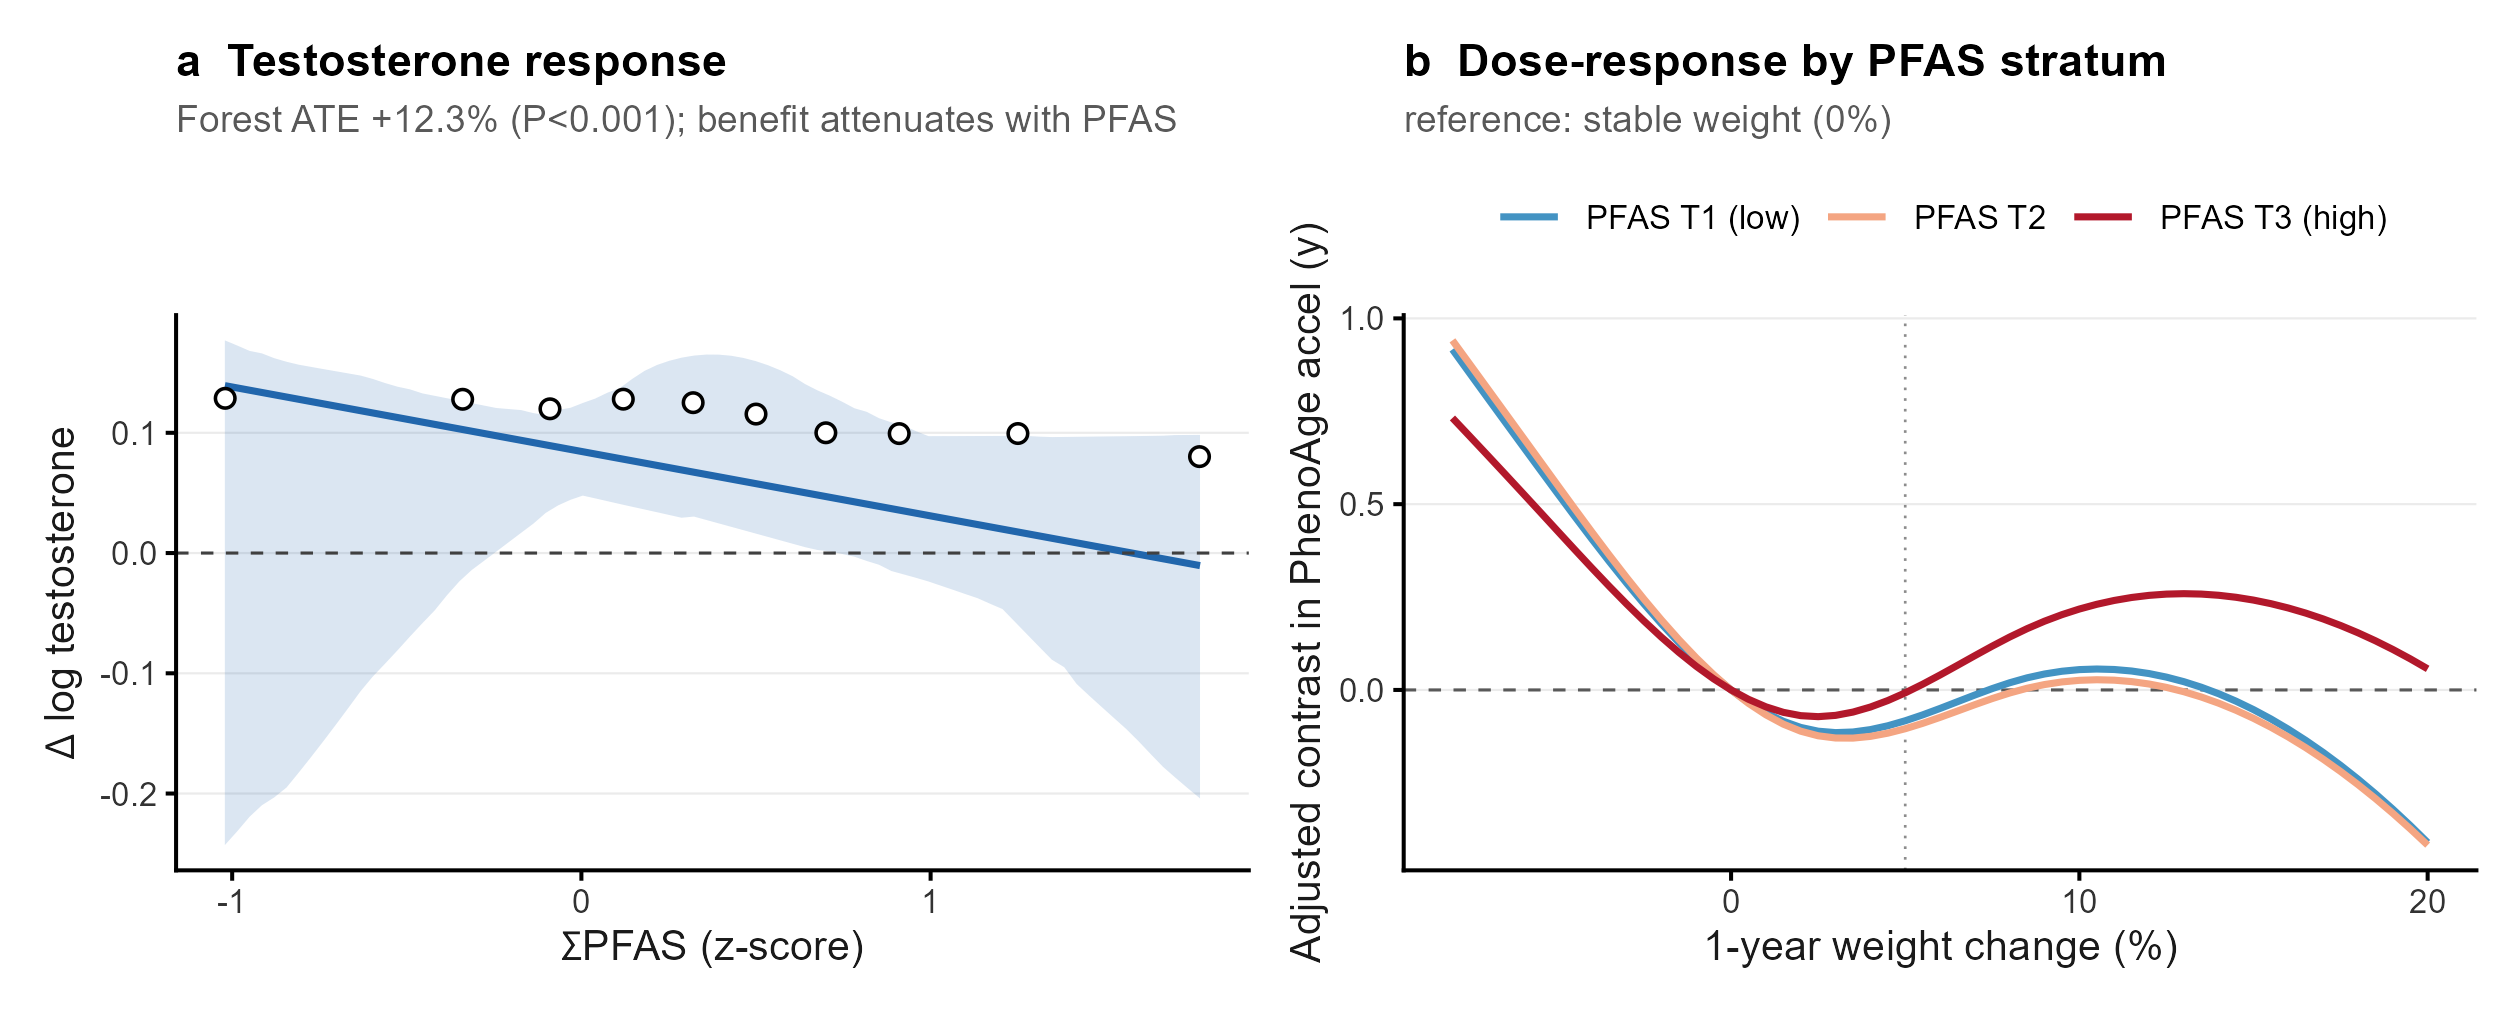 a Testosterone response
Forest ATE +12.3% (P<0.001); benefit attenuates with PFAS
Δ log testosterone
0.1
0.0
-0.1
-0.2
-1
0
1
ΣPFAS (z-score)
b Dose-response by PFAS stratum
reference: stable weight (0%)
PFAS T1 (low)
PFAS T2
PFAS T3 (high)
Adjusted contrast in PhenoAge accel (y)
1.0
0.5
0.0
0
10
20
1-year weight change (%)